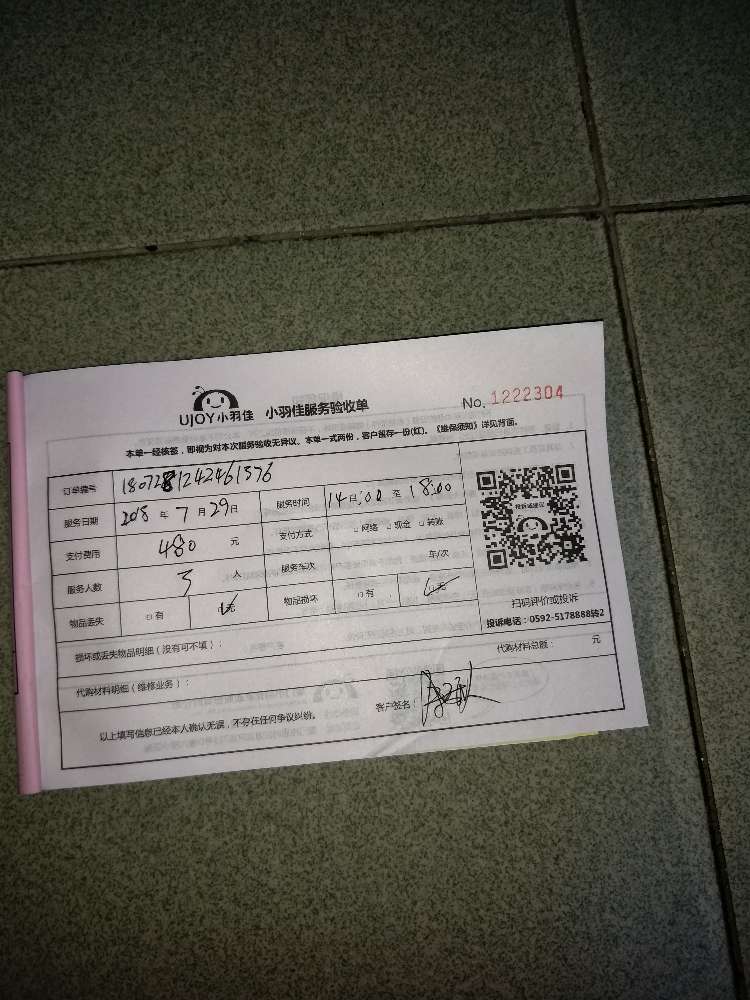 UJOY小羽佳 小羽佳服务验收单 No.1222304
本单一经核签，即视为对本次服务验收无异议。本单一式两份，客户留存一份(红)。《维保须知》详见背面。
订单编号 1807281242461576
服务日期 2018 年 7 月 29 日 服务时间 14:00 至 18:00
支付费用 480 元 支付方式 □网络 □现金 □转账
服务人数 3 人 服务车次 车/次
物品丢失 □有 □无 物品损坏 □有 □无
扫码评价或投诉
投诉电话：0592-5178888转2
损坏或丢失物品明细（没有可不填）：
代购材料明细（维修业务）： 代购材料总额： 元
以上填写信息已经本人确认无误，不存在任何争议纠纷。 客户签名：